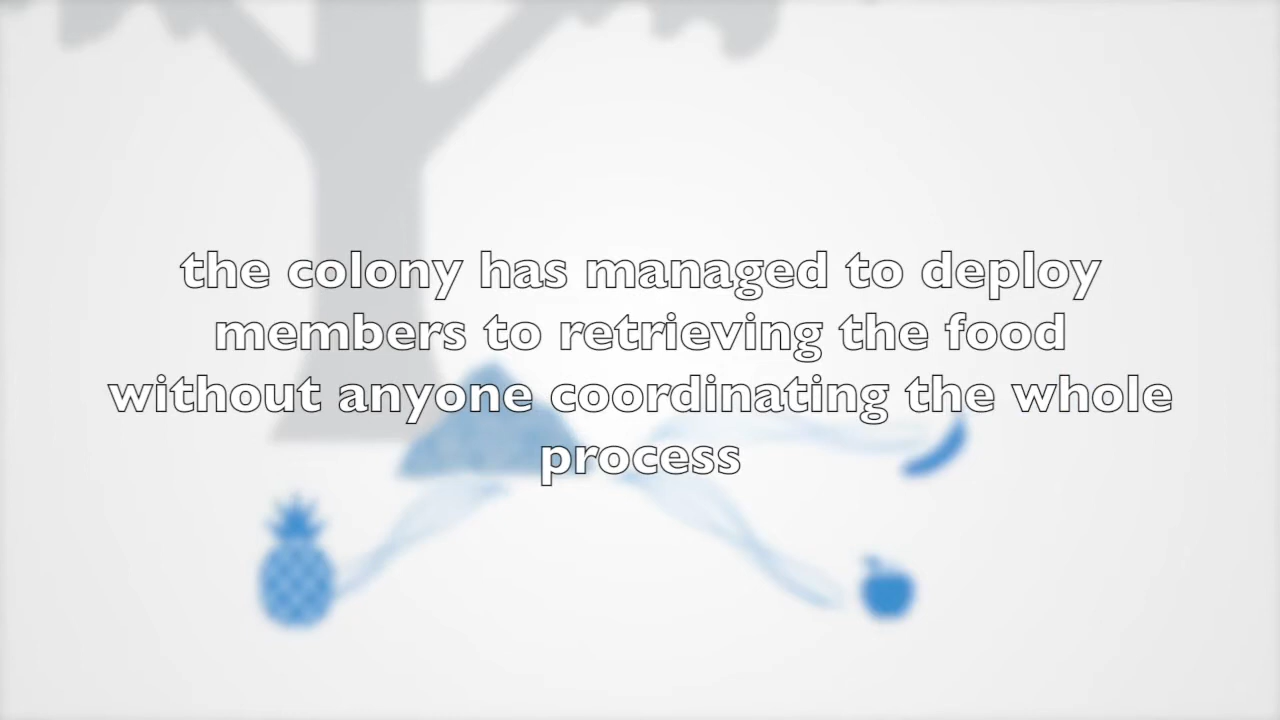 the colony has managed to deploy
members to retrieving the food
without anyone coordinating the whole
process